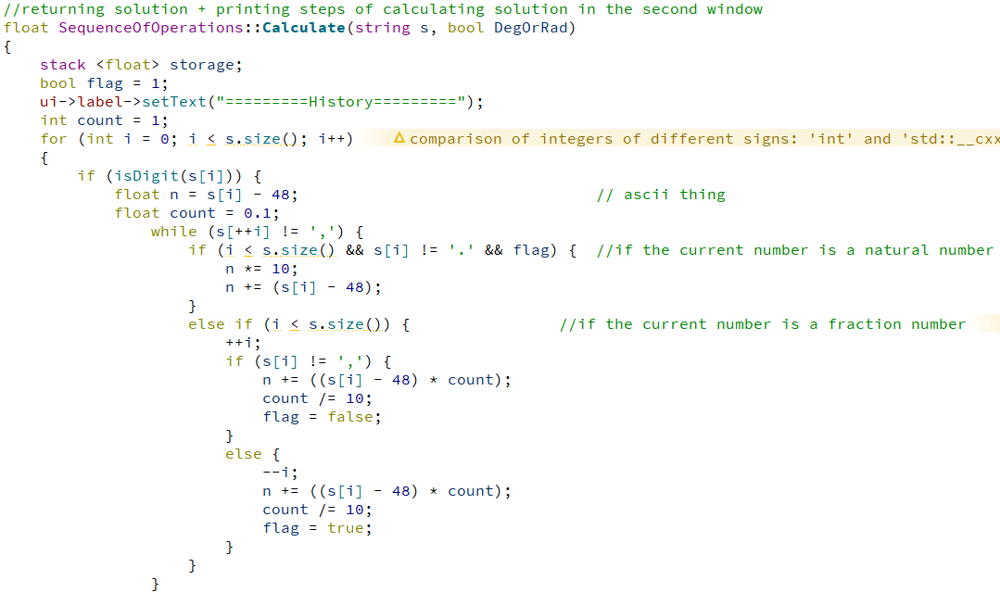 //returning solution + printing steps of calculating solution in the second window
float SequenceOfOperations::Calculate(string s, bool DegOrRad)
{
    stack <float> storage;
    bool flag = 1;
    ui->label->setText("=========History=========");
    int count = 1;
    for (int i = 0; i < s.size(); i++) ⚠ comparison of integers of different signs: 'int' and 'std::__cxx
    {
        if (isDigit(s[i])) {
            float n = s[i] - 48; // ascii thing
            float count = 0.1;
                while (s[++i] != ',') {
                    if (i < s.size() && s[i] != '.' && flag) { //if the current number is a natural number
                        n *= 10;
                        n += (s[i] - 48);
                    }
                    else if (i < s.size()) { //if the current number is a fraction number
                        ++i;
                        if (s[i] != ',') {
                            n += ((s[i] - 48) * count);
                            count /= 10;
                            flag = false;
                        }
                        else {
                            --i;
                            n += ((s[i] - 48) * count);
                            count /= 10;
                            flag = true;
                        }
                    }
                }